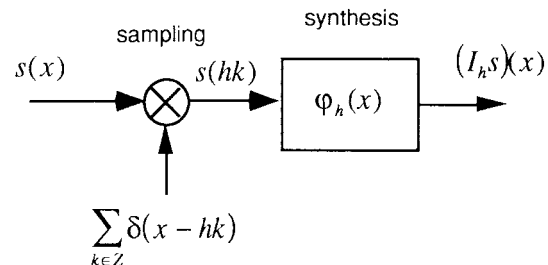 synthesis
sampling
s(x)
s(hk)
φ_h(x)
(I_h s)(x)
∑_{k∈Z} δ(x − hk)